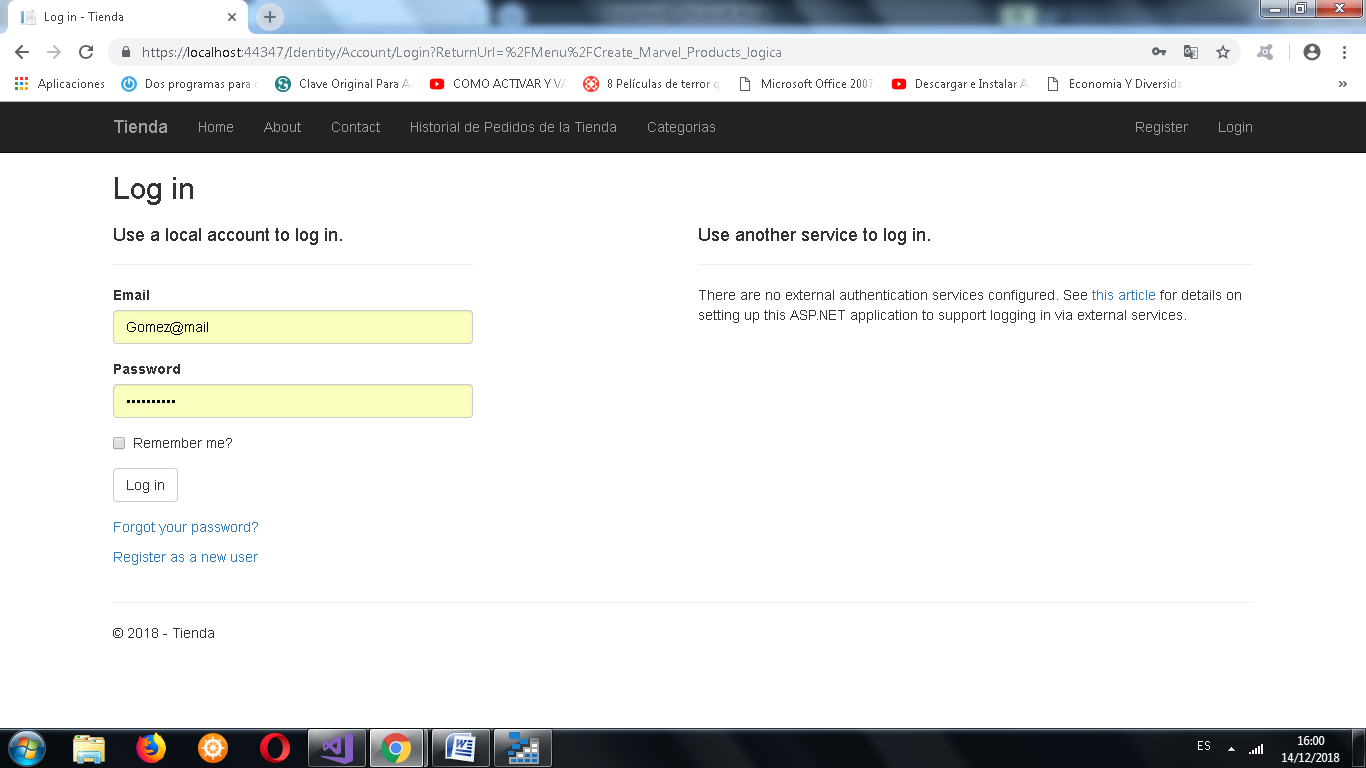 Log in - Tienda
https://localhost:44347/Identity/Account/Login?ReturnUrl=%2FMenu%2FCreate_Marvel_Products_logica
Aplicaciones Dos programas para Clave Original Para A COMO ACTIVAR Y VA 8 Películas de terror q Microsoft Office 2007 Descargar e Instalar A Economia Y Diversida »
Tienda Home About Contact Historial de Pedidos de la Tienda Categorias Register Login
Log in
Use a local account to log in.
Email
Gomez@mail
Password
••••••••••
Remember me?
Log in
Forgot your password?
Register as a new user
Use another service to log in.
There are no external authentication services configured. See this article for details on
setting up this ASP.NET application to support logging in via external services.
© 2018 - Tienda
ES
16:00
14/12/2018